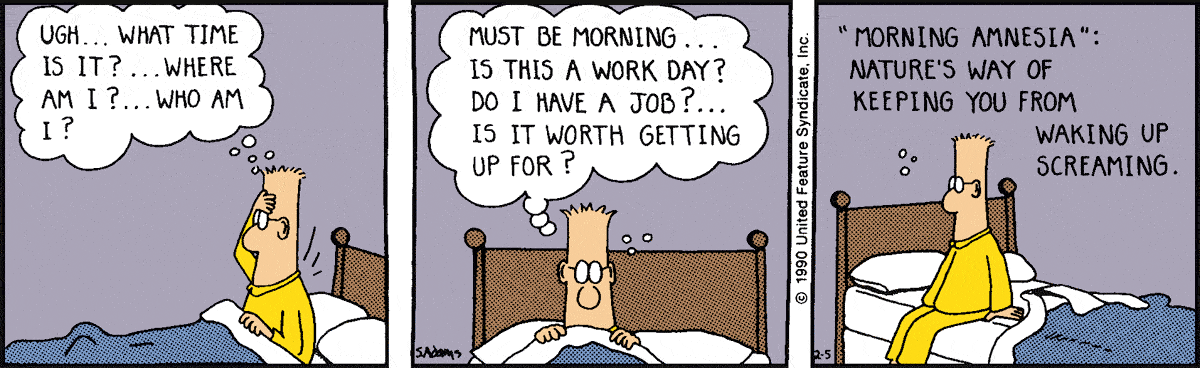 UGH... WHAT TIME
IS IT?...WHERE
AM I?...WHO AM
I?
MUST BE MORNING...
IS THIS A WORK DAY?
DO I HAVE A JOB?...
IS IT WORTH GETTING
UP FOR?
S.Adams
© 1990 United Feature Syndicate, Inc.
"MORNING AMNESIA":
NATURE'S WAY OF
KEEPING YOU FROM
WAKING UP
SCREAMING.
2-5